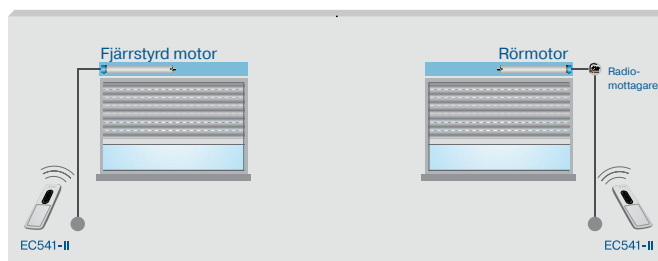 Fjärrstyrd motor
Rörmotor
Radio-
mottagare
EC541-II
EC541-II